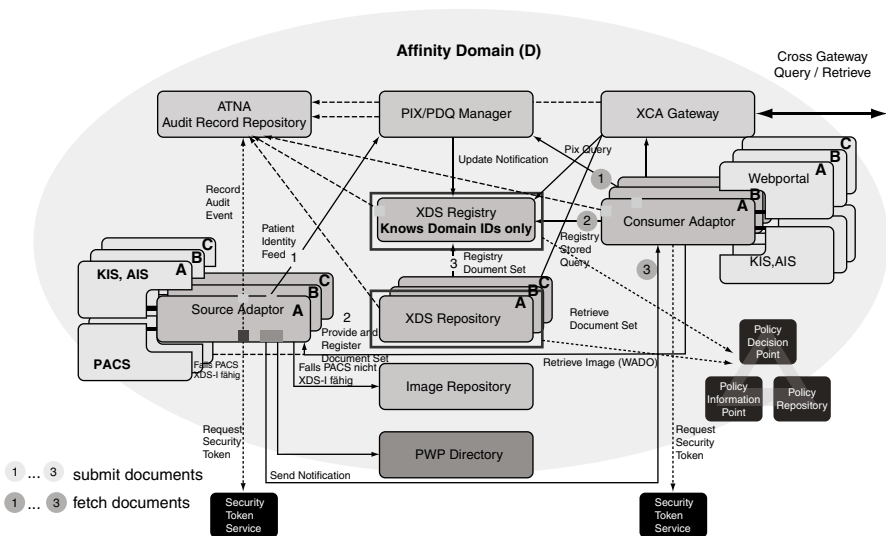 Affinity Domain (D)
Cross Gateway
Query / Retrieve
ATNA
Audit Record Repository
PIX/PDQ Manager
XCA Gateway
Update Notification
Pix Query
1
C
B
A
Webportal
Record
Audit
Event
XDS Registry
Knows Domain IDs only
2
B
A
Consumer Adaptor
Patient
Identity
Feed
1
Registry
Stored
Query
3
Registry
Document Set
3
KIS,AIS
C
B
A
KIS, AIS
C
B
A
Source Adaptor
C
B
A
XDS Repository
2
Provide and
Register
Document Set
Retrieve
Document Set
Policy
Decision
Point
PACS
Falls PACS
XDS-I fähig
Falls PACS nicht
XDS-I fähig
Retrieve Image (WADO)
Image Repository
Policy
Information
Point
Policy
Repository
Request
Security
Token
PWP Directory
Request
Security
Token
Send Notification
1 ... 3 submit documents
1 ... 3 fetch documents
Security
Token
Service
Security
Token
Service